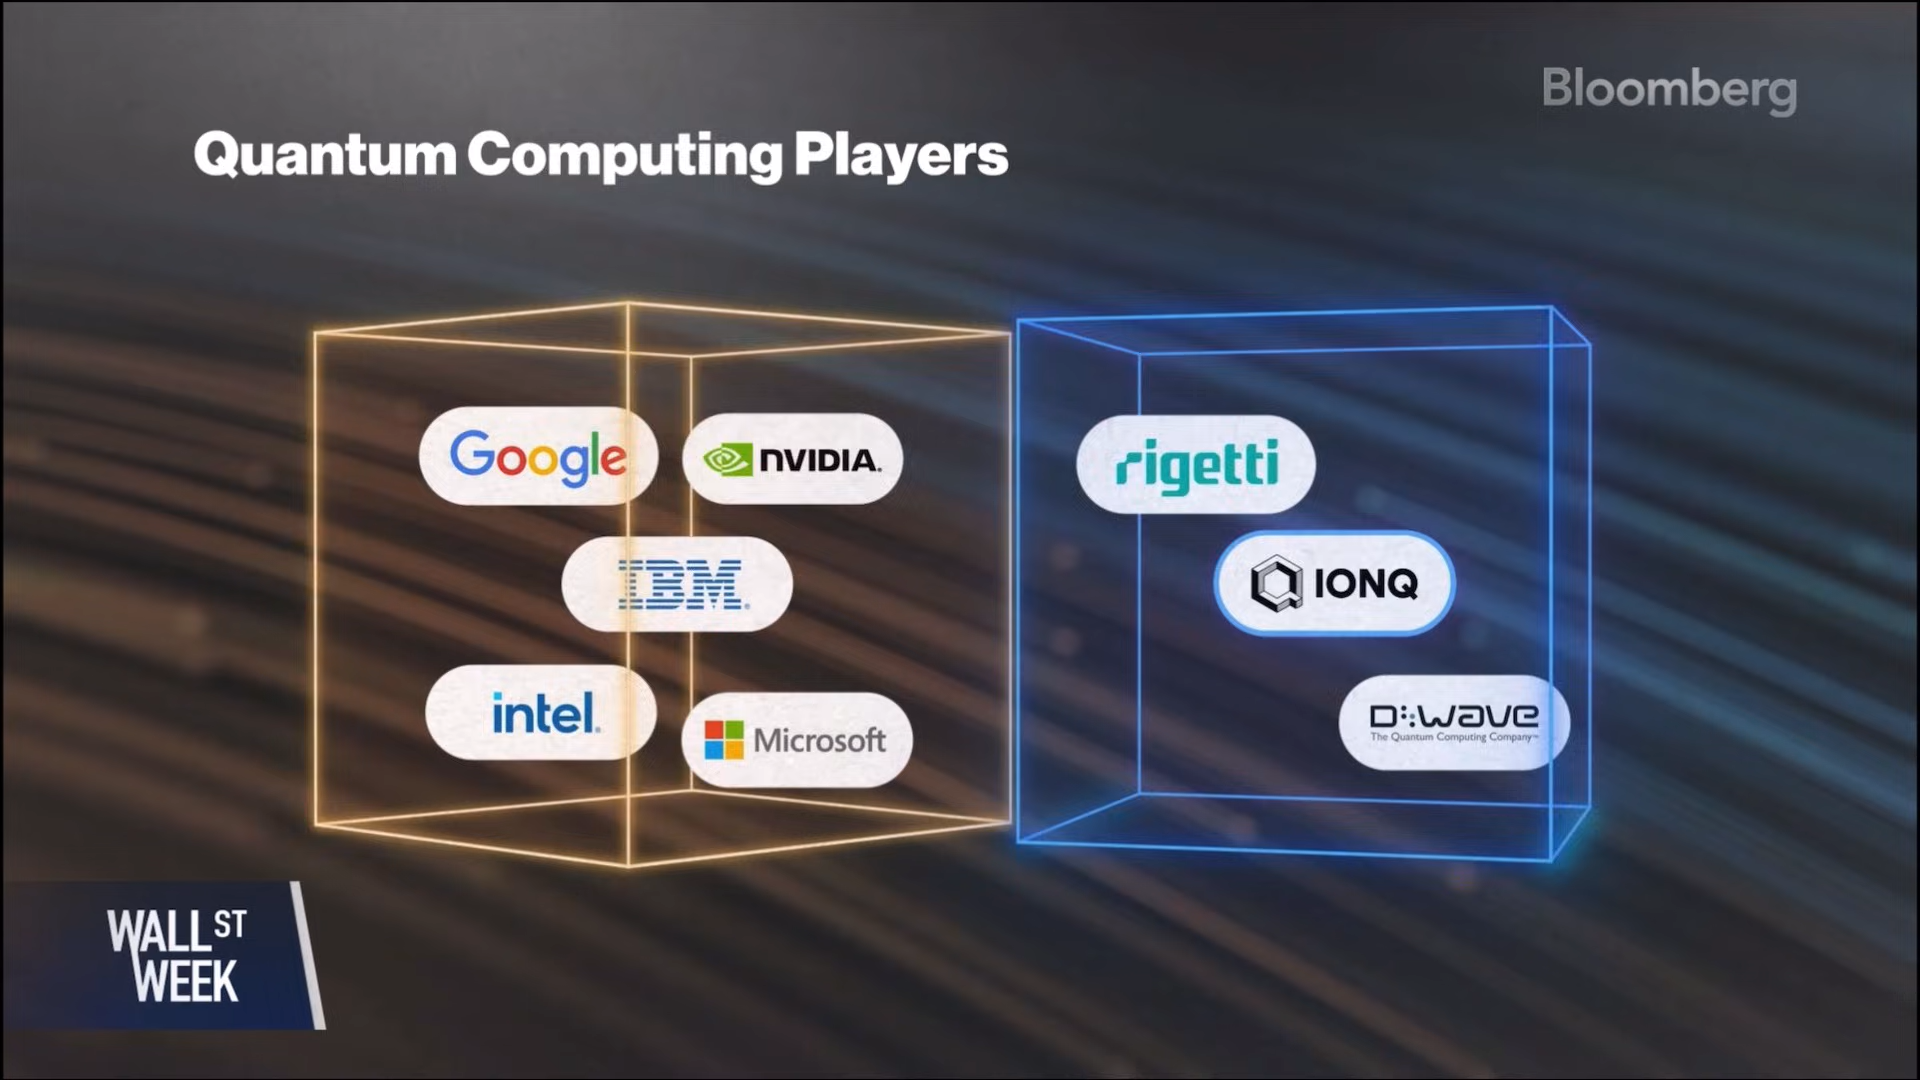 Bloomberg
Quantum Computing Players
Google
NVIDIA.
rigetti
IBM®
IONQ
intel®
Microsoft
D:wave
The Quantum Computing Company™
WALL ST
WEEK